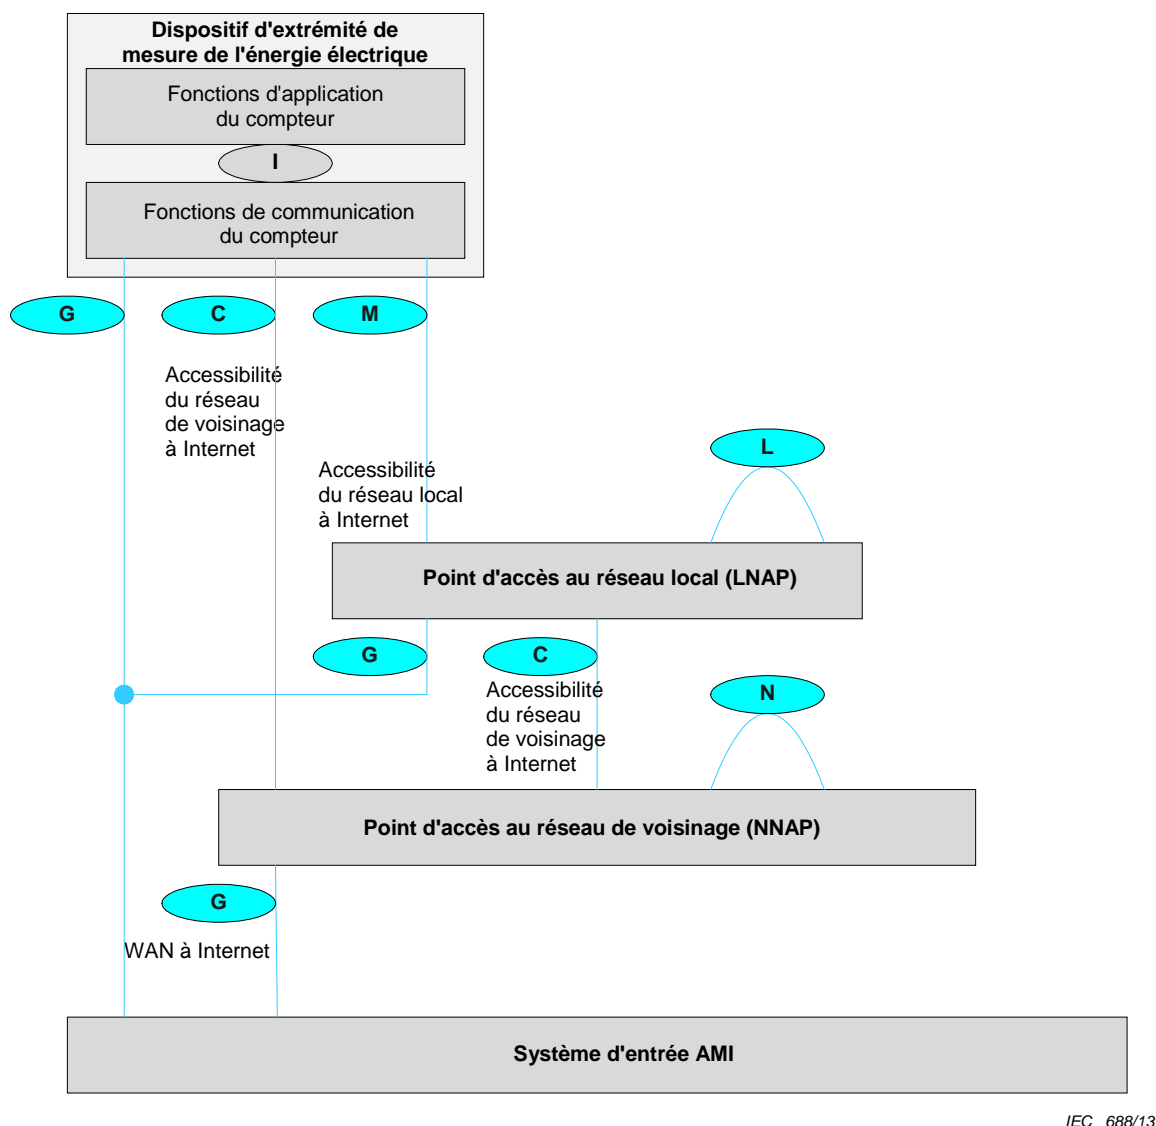 Dispositif d'extrémité de
mesure de l'énergie électrique
Fonctions d'application
du compteur
I
Fonctions de communication
du compteur
G
C
M
Accessibilité
du réseau
de voisinage
à Internet
L
Accessibilité
du réseau local
à Internet
Point d'accès au réseau local (LNAP)
G
C
Accessibilité
du réseau
de voisinage
à Internet
N
Point d'accès au réseau de voisinage (NNAP)
G
WAN à Internet
Système d'entrée AMI
IEC 688/13